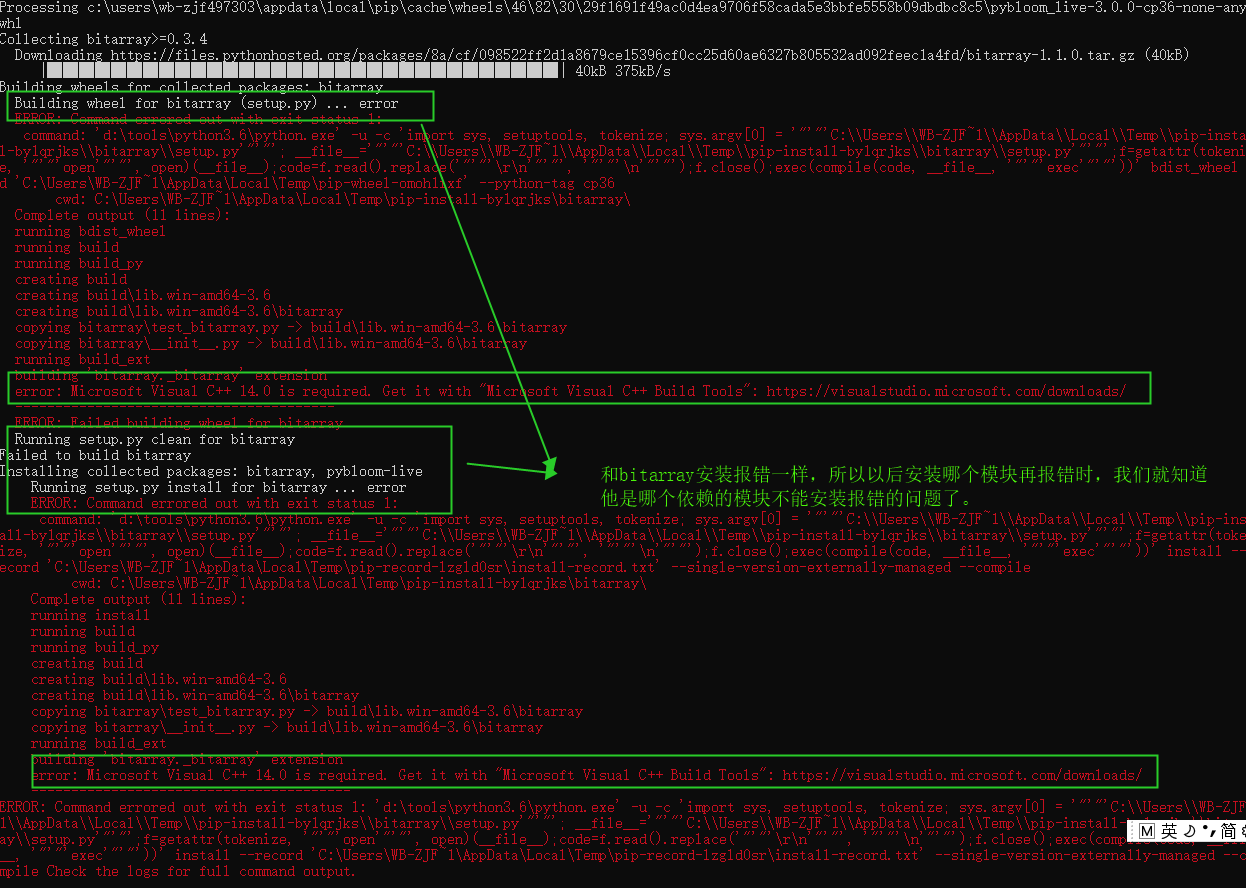 Processing c:\users\wb-zjf497303\appdata\local\pip\cache\wheels\46\82\30\29f1691f49ac0d4ea9706f58cada5e3bbfe5558b09dbdbc8c5\pybloom_live-3.0.0-cp36-none-any
whl
Collecting bitarray>=0.3.4
Downloading https://files.pythonhosted.org/packages/8a/cf/098522ff2d1a8679ce15396cf0cc25d60ae6327b805532ad092feec1a4fd/bitarray-1.1.0.tar.gz (40kB)
40kB 375kB/s
Building wheels for collected packages: bitarray
Building wheel for bitarray (setup.py) ... error
ERROR: Command errored out with exit status 1:
command: 'd:\tools\python3.6\python.exe' -u -c 'import sys, setuptools, tokenize; sys.argv[0] = '"'"'C:\\Users\\WB-ZJF~1\\AppData\\Local\\Temp\\pip-insta
l-bylqrjks\\bitarray\\setup.py'"'"'; __file__='"'"'C:\\Users\\WB-ZJF~1\\AppData\\Local\\Temp\\pip-install-bylqrjks\\bitarray\\setup.py'"'"';f=getattr(tokeni
e, '"'"'open'"'"', open)(__file__);code=f.read().replace('"'"'\r\n'"'"', '"'"'\n'"'"');f.close();exec(compile(code, __file__, '"'"'exec'"'"'))' bdist_wheel
d 'C:\Users\WB-ZJF~1\AppData\Local\Temp\pip-wheel-' --python-tag cp36
cwd: C:\Users\WB-ZJF~1\AppData\Local\Temp\pip-install-bylqrjks\bitarray\
Complete output (11 lines):
running bdist_wheel
running build
running build_py
creating build
creating build\lib.win-amd64-3.6
creating build\lib.win-amd64-3.6\bitarray
copying bitarray\test_bitarray.py -> build\lib.win-amd64-3.6\bitarray
copying bitarray\__init__.py -> build\lib.win-amd64-3.6\bitarray
running build_ext
building 'bitarray._bitarray' extension
error: Microsoft Visual C++ 14.0 is required. Get it with "Microsoft Visual C++ Build Tools": https://visualstudio.microsoft.com/downloads/
----------------------------------------
ERROR: Failed building wheel for bitarray
Running setup.py clean for bitarray
Failed to build bitarray
Installing collected packages: bitarray, pybloom-live
Running setup.py install for bitarray ... error
ERROR: Command errored out with exit status 1:
和bitarray安装报错一样，所以以后安装哪个模块再报错时，我们就知道
他是哪个依赖的模块不能安装报错的问题了。
command: 'd:\tools\python3.6\python.exe' -u -c 'import sys, setuptools, tokenize; sys.argv[0] = '"'"'C:\\Users\\WB-ZJF~1\\AppData\\Local\\Temp\\pip-ins
all-bylqrjks\\bitarray\\setup.py'"'"'; __file__='"'"'C:\\Users\\WB-ZJF~1\\AppData\\Local\\Temp\\pip-install-bylqrjks\\bitarray\\setup.py'"'"';f=getattr(toke
ize, '"'"'open'"'"', open)(__file__);code=f.read().replace('"'"'\r\n'"'"', '"'"'\n'"'"');f.close();exec(compile(code, __file__, '"'"'exec'"'"'))' install --
ecord 'C:\Users\WB-ZJF~1\AppData\Local\Temp\pip-record-lzgld0sr\install-record.txt' --single-version-externally-managed --compile
cwd: C:\Users\WB-ZJF~1\AppData\Local\Temp\pip-install-bylqrjks\bitarray\
Complete output (11 lines):
running install
running build
running build_py
creating build
creating build\lib.win-amd64-3.6
creating build\lib.win-amd64-3.6\bitarray
copying bitarray\test_bitarray.py -> build\lib.win-amd64-3.6\bitarray
copying bitarray\__init__.py -> build\lib.win-amd64-3.6\bitarray
running build_ext
building 'bitarray._bitarray' extension
error: Microsoft Visual C++ 14.0 is required. Get it with "Microsoft Visual C++ Build Tools": https://visualstudio.microsoft.com/downloads/
----------------------------------------
ERROR: Command errored out with exit status 1: 'd:\tools\python3.6\python.exe' -u -c 'import sys, setuptools, tokenize; sys.argv[0] = '"'"'C:\\Users\\WB-ZJF
1\\AppData\\Local\\Temp\\pip-install-bylqrjks\\bitarray\\setup.py'"'"'; __file__='"'"'C:\\Users\\WB-ZJF~1\\AppData\\Local\\Temp\\pip-install-bylqrjks\\bitar
ay\\setup.py'"'"';f=getattr(tokenize, '"'"'open'"'"', open)(__file__);code=f.read().replace('"'"'\r\n'"'"', '"'"'\n'"'"');f.close();exec(compile(code, __fil
__, '"'"'exec'"'"'))' install --record 'C:\Users\WB-ZJF~1\AppData\Local\Temp\pip-record-lzgld0sr\install-record.txt' --single-version-externally-managed --c
mpile Check the logs for full command output.
M 英 简